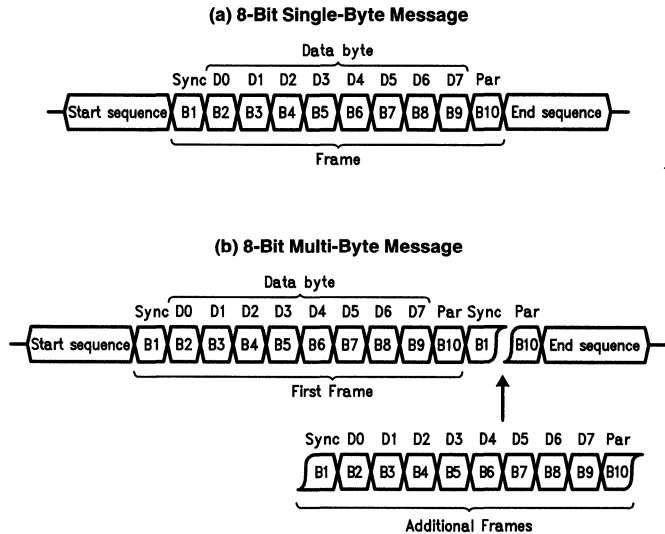 (a) 8-Bit Single-Byte Message
Data byte
Sync D0 D1 D2 D3 D4 D5 D6 D7 Par
Start sequence B1 B2 B3 B4 B5 B6 B7 B8 B9 B10 End sequence
Frame
(b) 8-Bit Multi-Byte Message
Data byte
Sync D0 D1 D2 D3 D4 D5 D6 D7 Par Sync Par
Start sequence B1 B2 B3 B4 B5 B6 B7 B8 B9 B10 B1 B10 End sequence
First Frame
Sync D0 D1 D2 D3 D4 D5 D6 D7 Par
B1 B2 B3 B4 B5 B6 B7 B8 B9 B10
Additional Frames